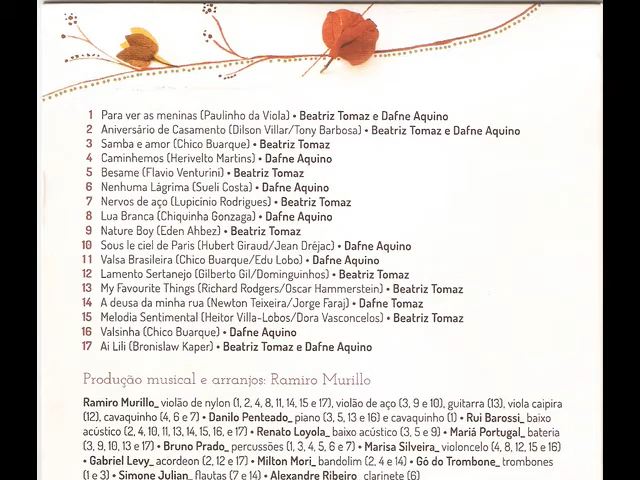 1 Para ver as meninas (Paulinho da Viola) • Beatriz Tomaz e Dafne Aquino
2 Aniversário de Casamento (Dilson Villar/Tony Barbosa) • Beatriz Tomaz e Dafne Aquino
3 Samba e amor (Chico Buarque) • Beatriz Tomaz
4 Caminhemos (Herivelto Martins) • Dafne Aquino
5 Besame (Flavio Venturini) • Beatriz Tomaz
6 Nenhuma Lágrima (Sueli Costa) • Dafne Aquino
7 Nervos de aço (Lupicínio Rodrigues) • Beatriz Tomaz
8 Lua Branca (Chiquinha Gonzaga) • Dafne Aquino
9 Nature Boy (Eden Ahbez) • Beatriz Tomaz
10 Sous le ciel de Paris (Hubert Giraud/Jean Dréjac) • Dafne Aquino
11 Valsa Brasileira (Chico Buarque/Edu Lobo) • Dafne Aquino
12 Lamento Sertanejo (Gilberto Gil/Dominguinhos) • Beatriz Tomaz
13 My Favourite Things (Richard Rodgers/Oscar Hammerstein) • Beatriz Tomaz
14 A deusa da minha rua (Newton Teixeira/Jorge Faraj) • Dafne Tomaz
15 Melodia Sentimental (Heitor Villa-Lobos/Dora Vasconcelos) • Beatriz Tomaz
16 Valsinha (Chico Buarque) • Dafne Aquino
17 Ai Lili (Bronislaw Kaper) • Beatriz Tomaz e Dafne Aquino
Produção musical e arranjos: Ramiro Murillo
Ramiro Murillo_ violão de nylon (1, 2, 4, 8, 11, 14, 15 e 17), violão de aço (3, 9 e 10), guitarra (13), viola caipira
(12), cavaquinho (4, 6 e 7) • Danilo Penteado_ piano (3, 5, 13 e 16) e cavaquinho (1) • Rui Barossi_ baixo
acústico (2, 4, 10, 11, 13, 14, 15, 16, e 17) • Renato Loyola_ baixo acústico (3, 5 e 9) • Mariá Portugal_ bateria
(3, 9, 10, 13 e 17) • Bruno Prado_ percussões (1, 3, 4, 5, 6 e 7) • Marisa Silveira_ violoncelo (4, 8, 12, 15 e 16)
• Gabriel Levy_ acordeon (2, 12 e 17) • Milton Mori_ bandolim (2, 4 e 14) • Gô do Trombone_ trombones
(1 e 3) • Simone Julian_ flautas (7 e 14) • Alexandre Ribeiro_ clarinete (6)